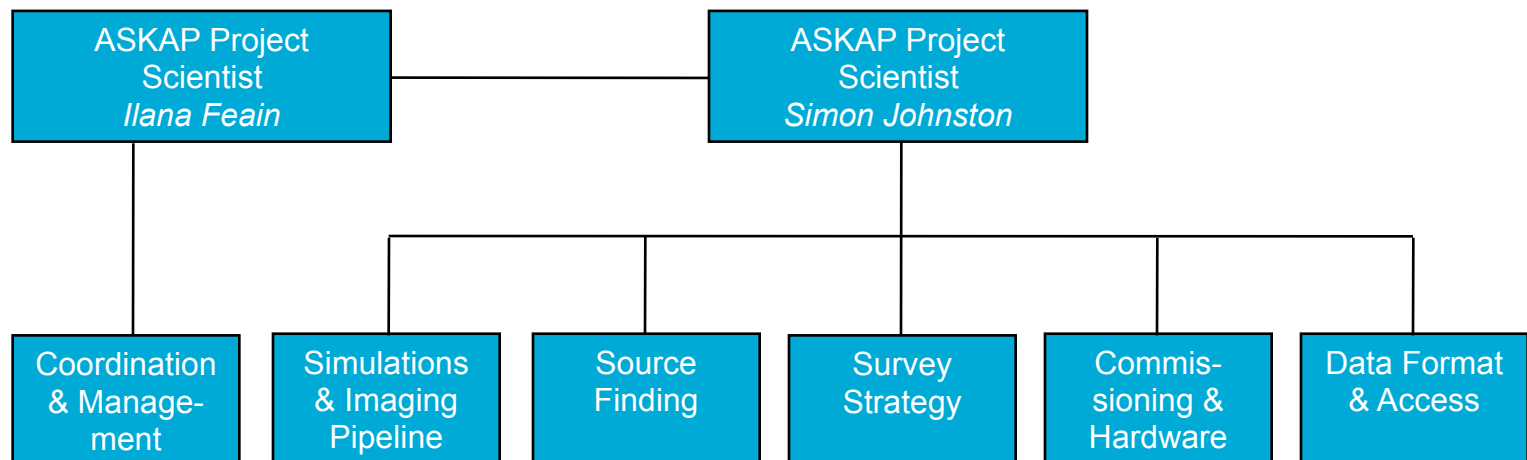 ASKAP Project
Scientist
Ilana Feain
ASKAP Project
Scientist
Simon Johnston
Coordination
& Manage-
ment
Simulations
& Imaging
Pipeline
Source
Finding
Survey
Strategy
Commis-
sioning &
Hardware
Data Format
& Access